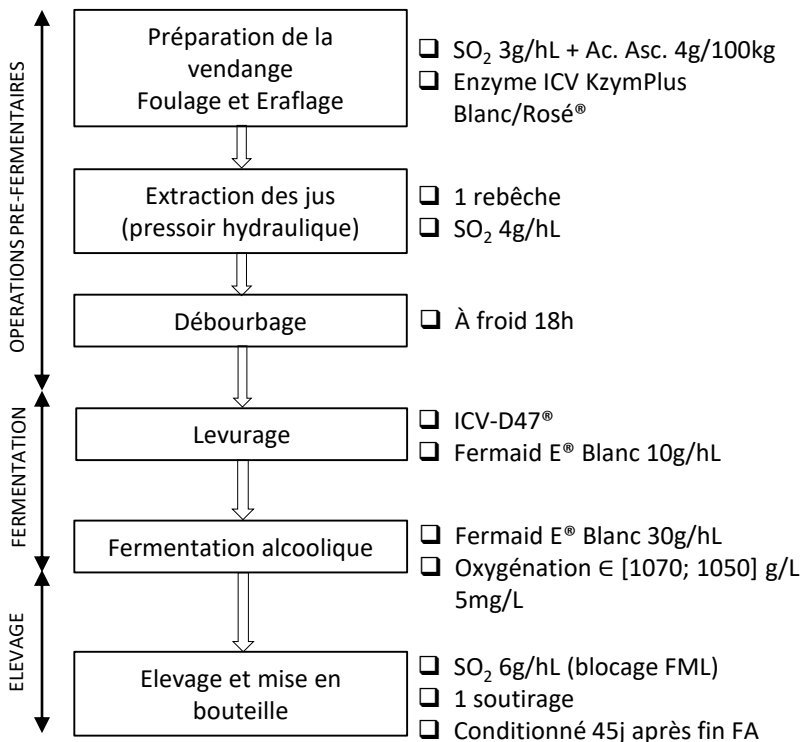 OPERATIONS PRE-FERMENTAIRES
Préparation de la
vendange
Foulage et Eraflage
❑ SO₂ 3g/hL + Ac. Asc. 4g/100kg
❑ Enzyme ICV KzymPlus
Blanc/Rosé®
Extraction des jus
(pressoir hydraulique)
❑ 1 rebêche
❑ SO₂ 4g/hL
Débourbage
❑ À froid 18h
FERMENTATION
Levurage
❑ ICV-D47®
❑ Fermaid E® Blanc 10g/hL
Fermentation alcoolique
❑ Fermaid E® Blanc 30g/hL
❑ Oxygénation ∈ [1070; 1050] g/L
5mg/L
ELEVAGE
Elevage et mise en
bouteille
❑ SO₂ 6g/hL (blocage FML)
❑ 1 soutirage
❑ Conditionné 45j après fin FA